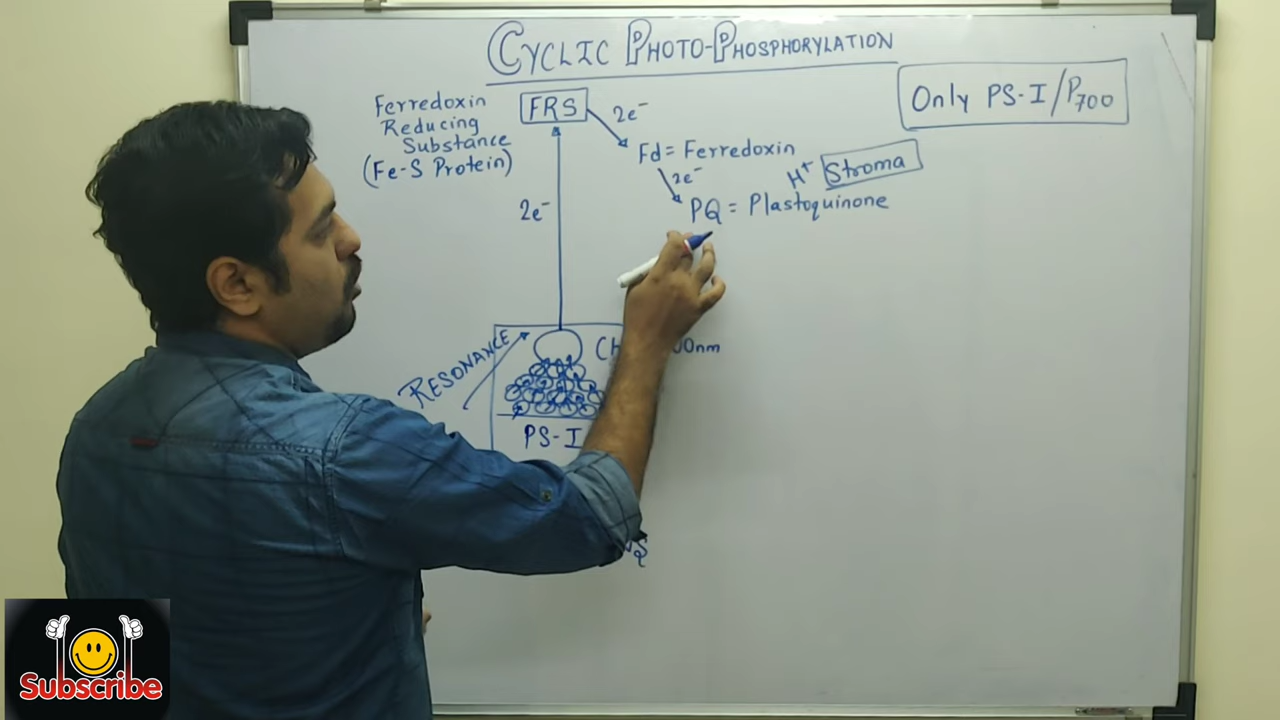 CYCLIC PHOTO-PHOSPHORYLATION
Only PS-I/P700
Ferredoxin
Reducing
Substance
(Fe-S Protein)
FRS
2e⁻
Fd = Ferredoxin
2e⁻
H⁺ Stroma
PQ = Plastoquinone
2e⁻
RESONANCE
00nm
PS-I
Subscribe